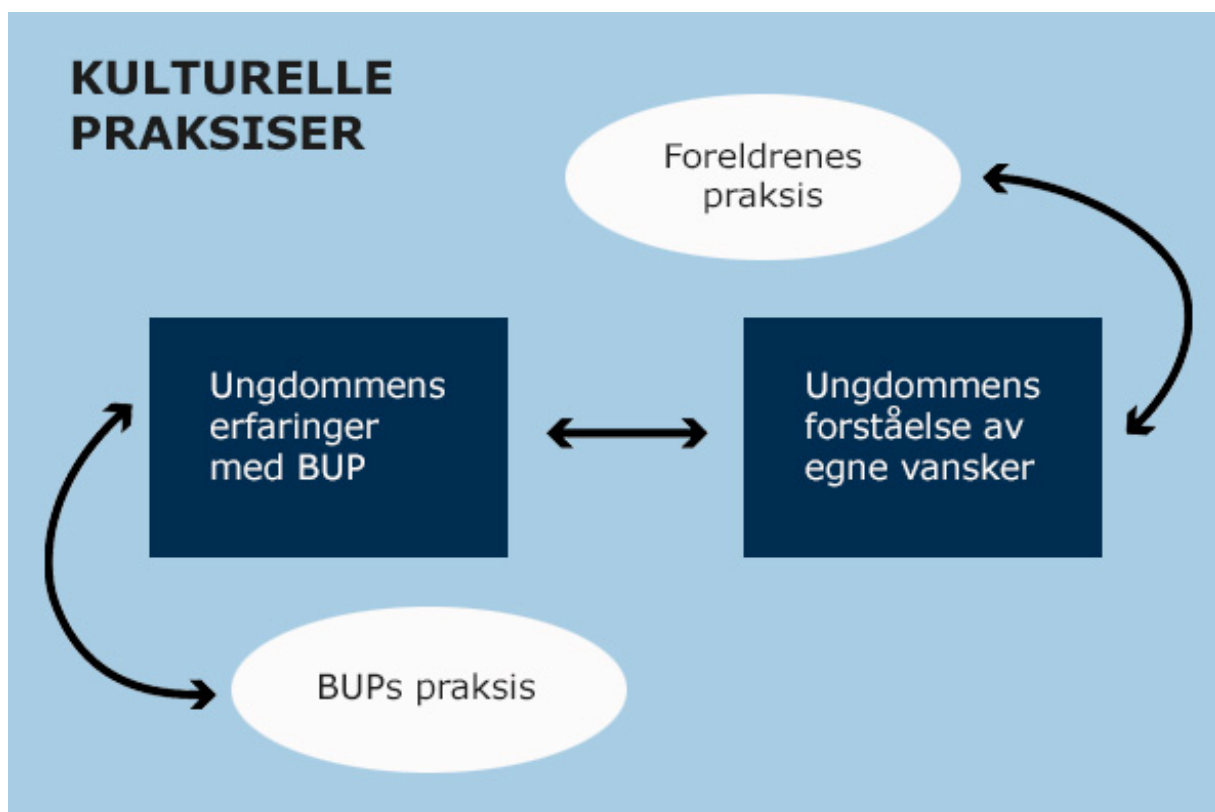 KULTURELLE
PRAKSISER
Foreldrenes
praksis
Ungdommens
erfaringer
med BUP
Ungdommens
forståelse av
egne vansker
BUPs praksis